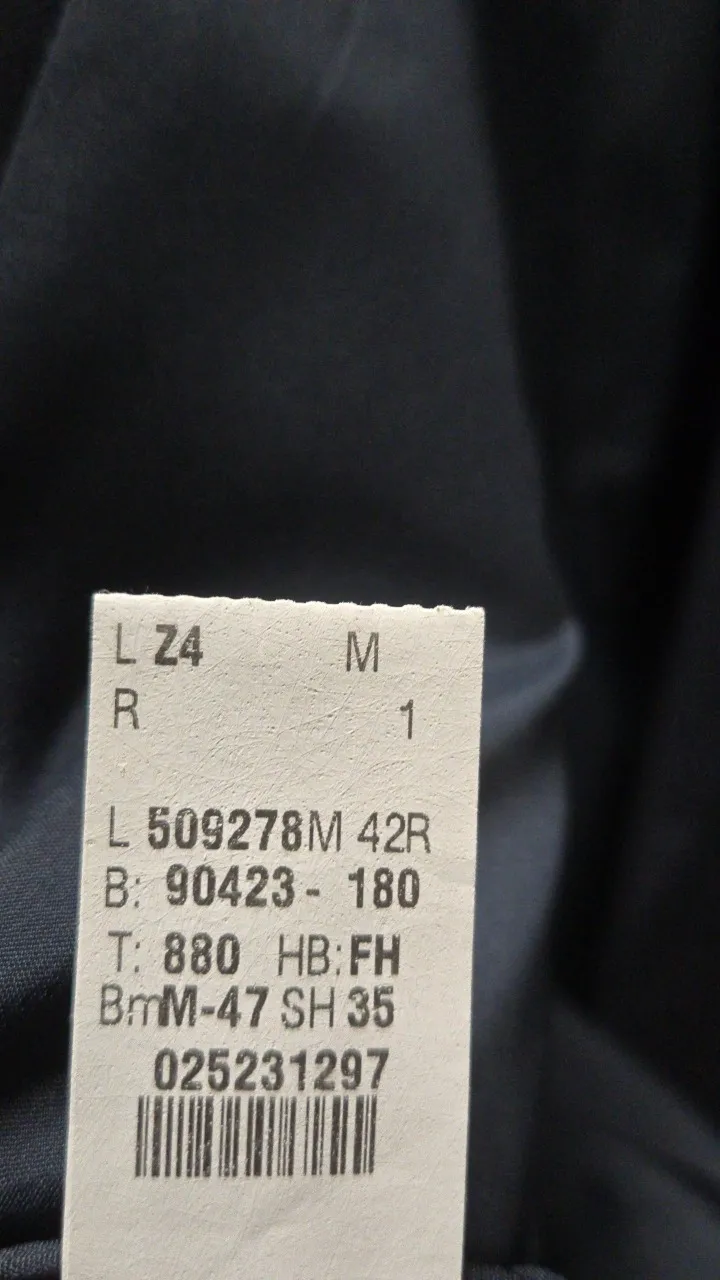 L Z4 M
R 1
L 509278M 42R
B: 90423- 180
T: 880 HB:FH
BmM-47 SH 35
025231297